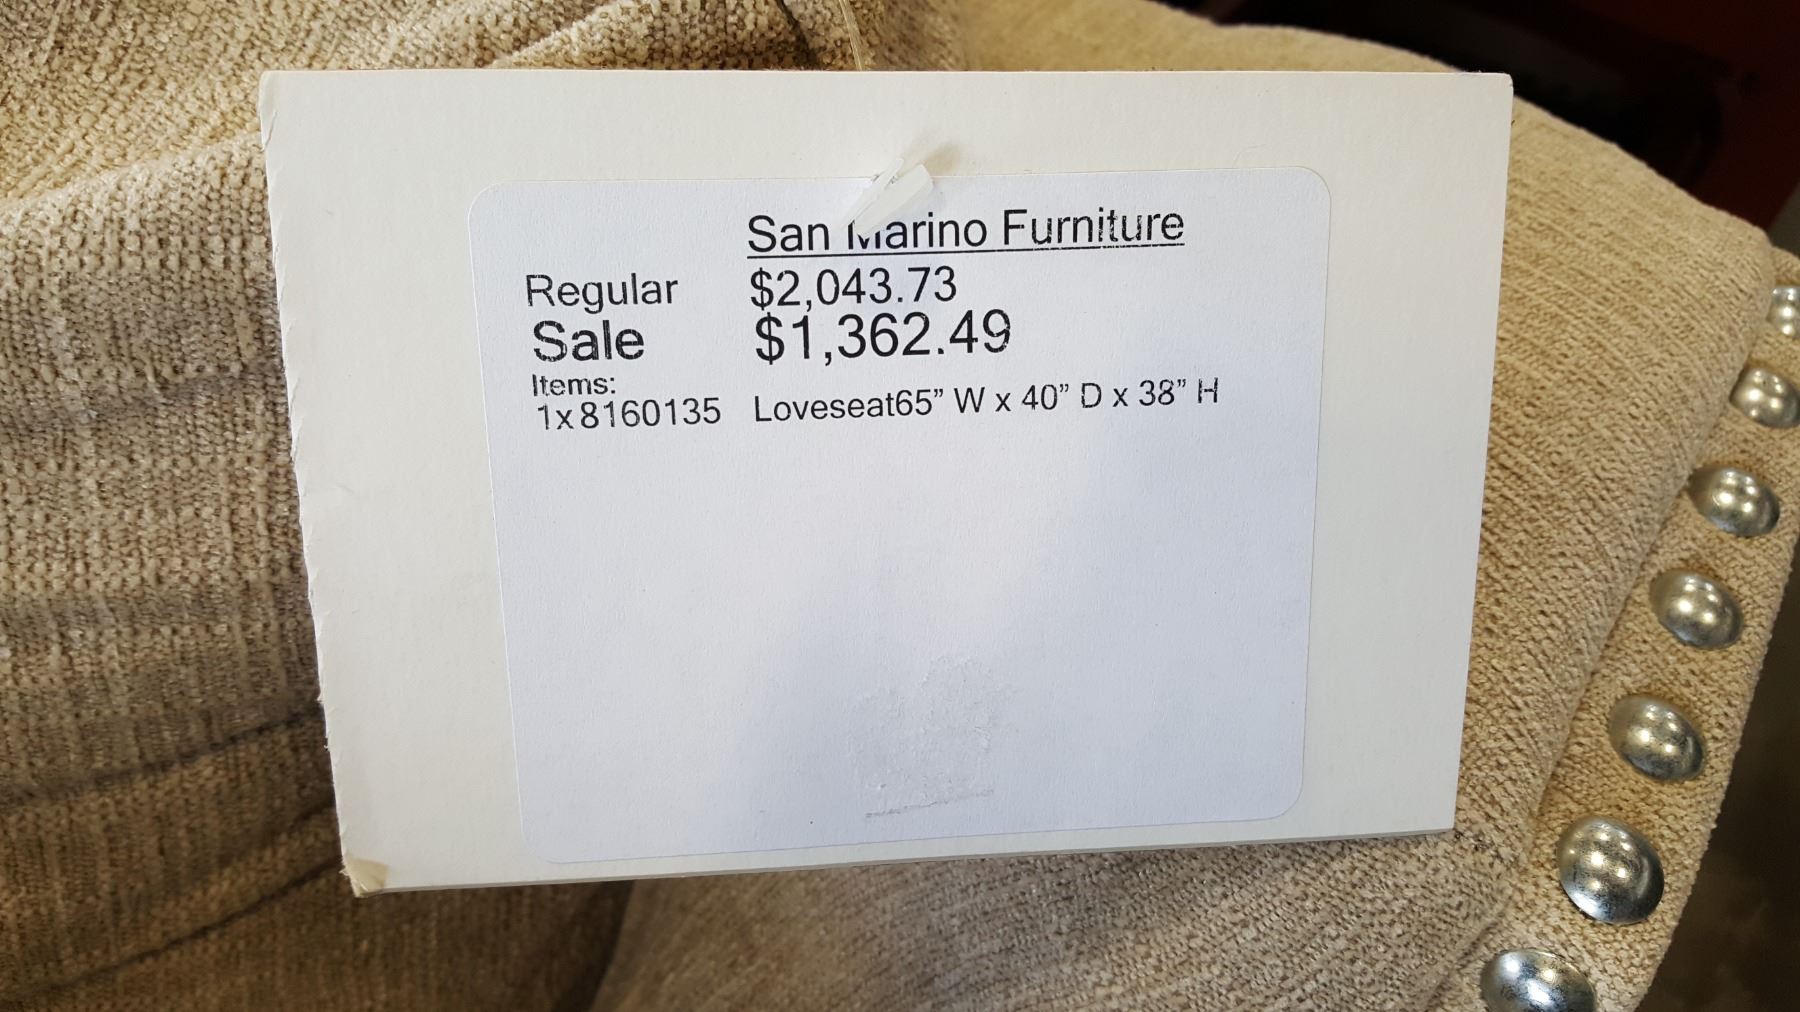 San Marino Furniture
Regular $2,043.73
Sale $1,362.49
Items:
1x8160135 Loveseat65” W x 40” D x 38” H